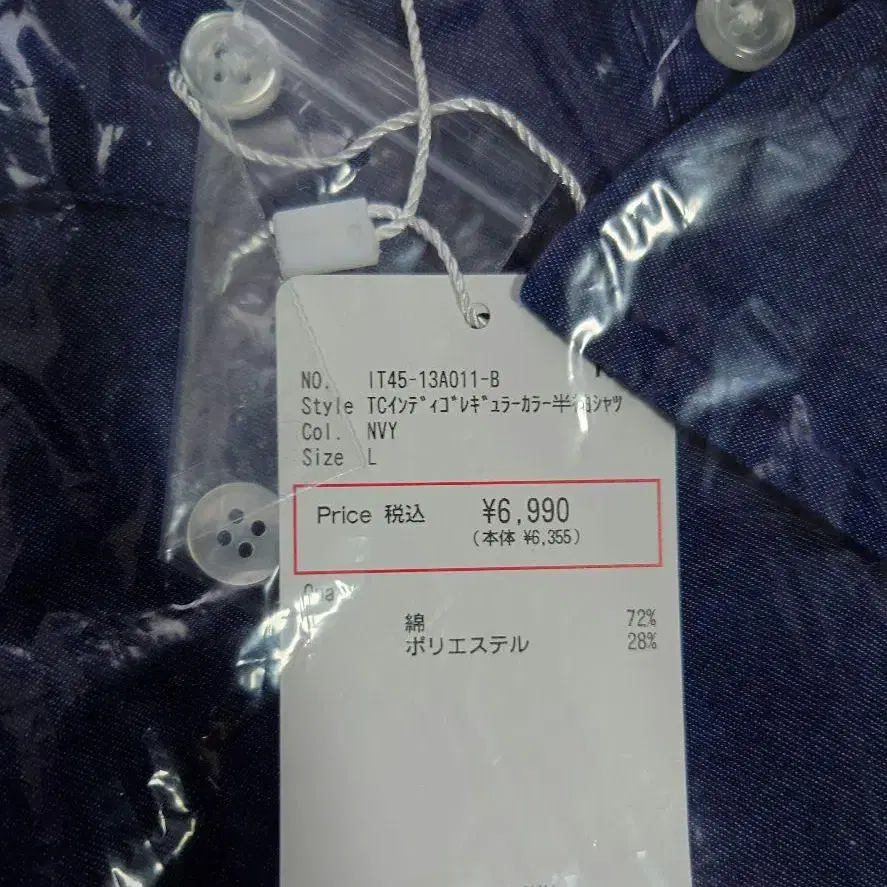 NO. IT45-13A011-B
Style TCインディゴレギュラーカラー半袖シャツ
Col. NVY
Size L
Price 税込 ¥6,990
(本体 ¥6,355)
綿 72%
ポリエステル 28%